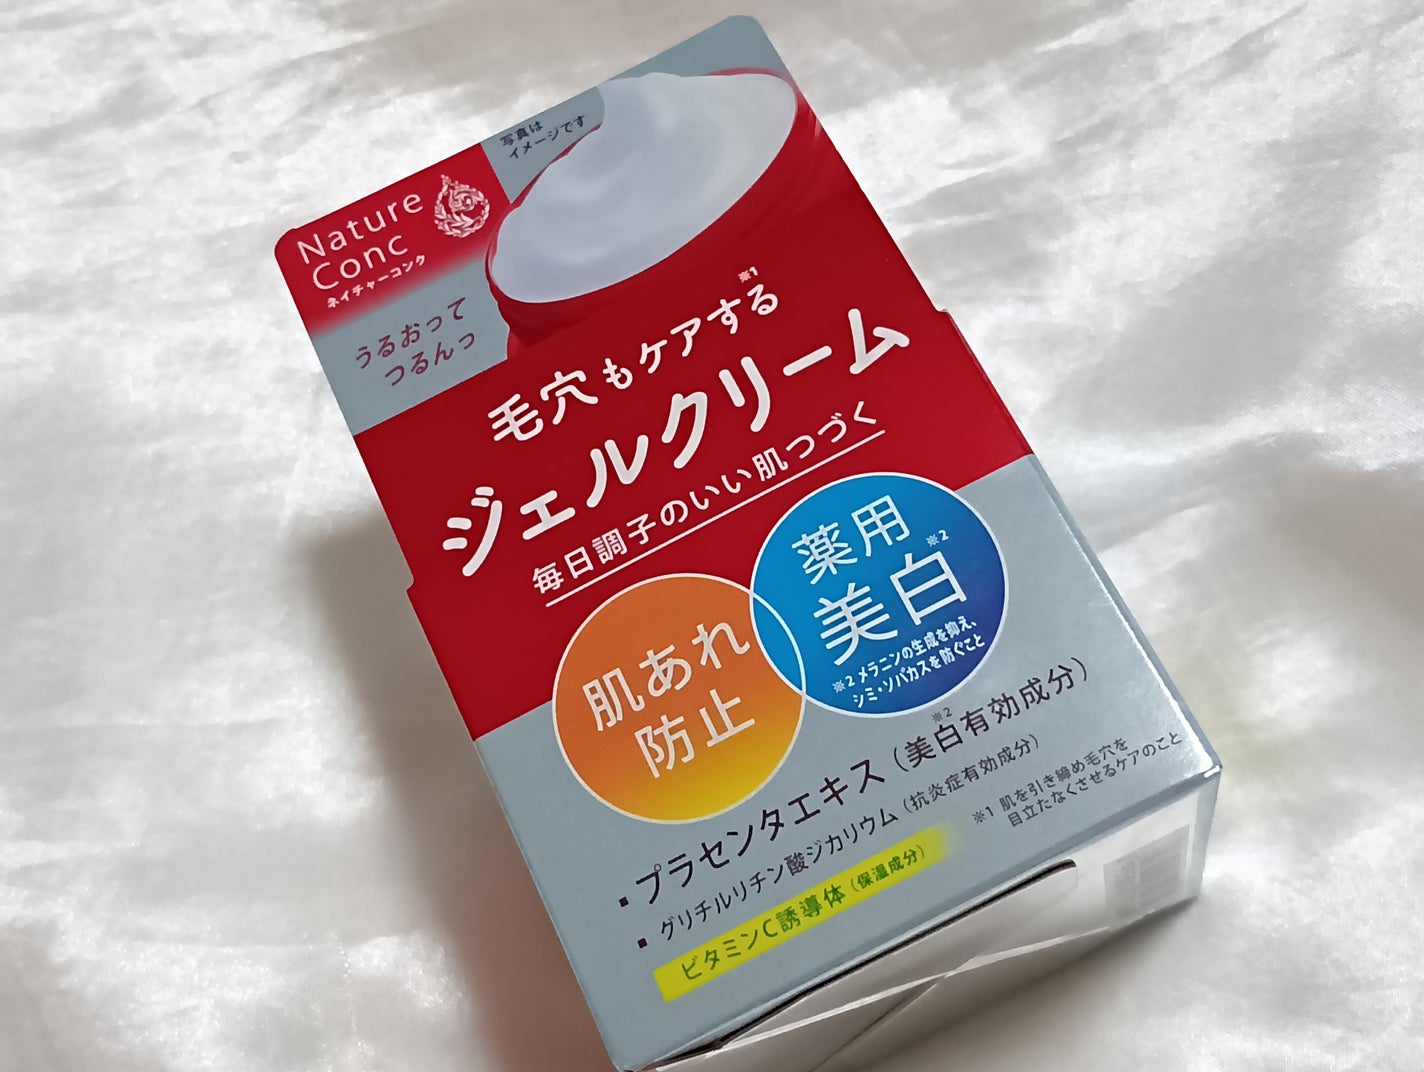 写真は
イメージです
Nature
Conc
ネイチャーコンク
うるおって
つるんっ
毛穴もケアする※1
ジェルクリーム
毎日調子のいい肌つづく
薬用
美白※2
※2 メラニンの生成を抑え、
シミ・ソバカスを防ぐこと
肌あれ
防止
▪プラセンタエキス（美白※2有効成分）
▪グリチルリチン酸ジカリウム（抗炎症有効成分）
ビタミンC誘導体（保湿成分）
※1 肌を引き締め毛穴を
目立たなくさせるケアのこと